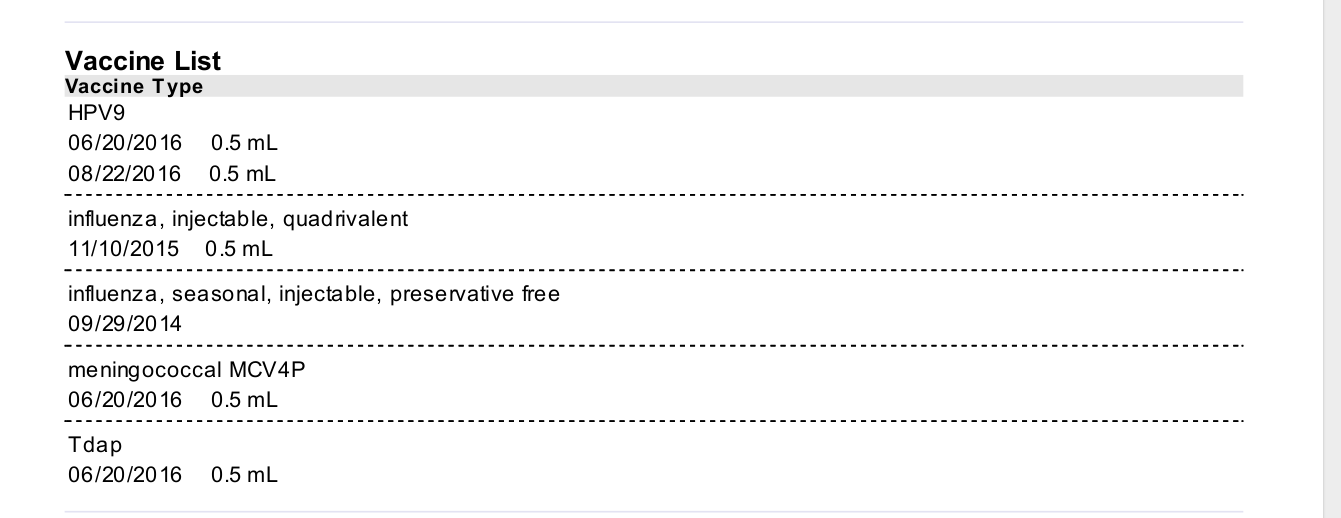 Vaccine List
Vaccine Type
HPV9
06/20/2016 0.5 mL
08/22/2016 0.5 mL
influenza, injectable, quadrivalent
11/10/2015 0.5 mL
influenza, seasonal, injectable, preservative free
09/29/2014
meningococcal MCV4P
06/20/2016 0.5 mL
Tdap
06/20/2016 0.5 mL